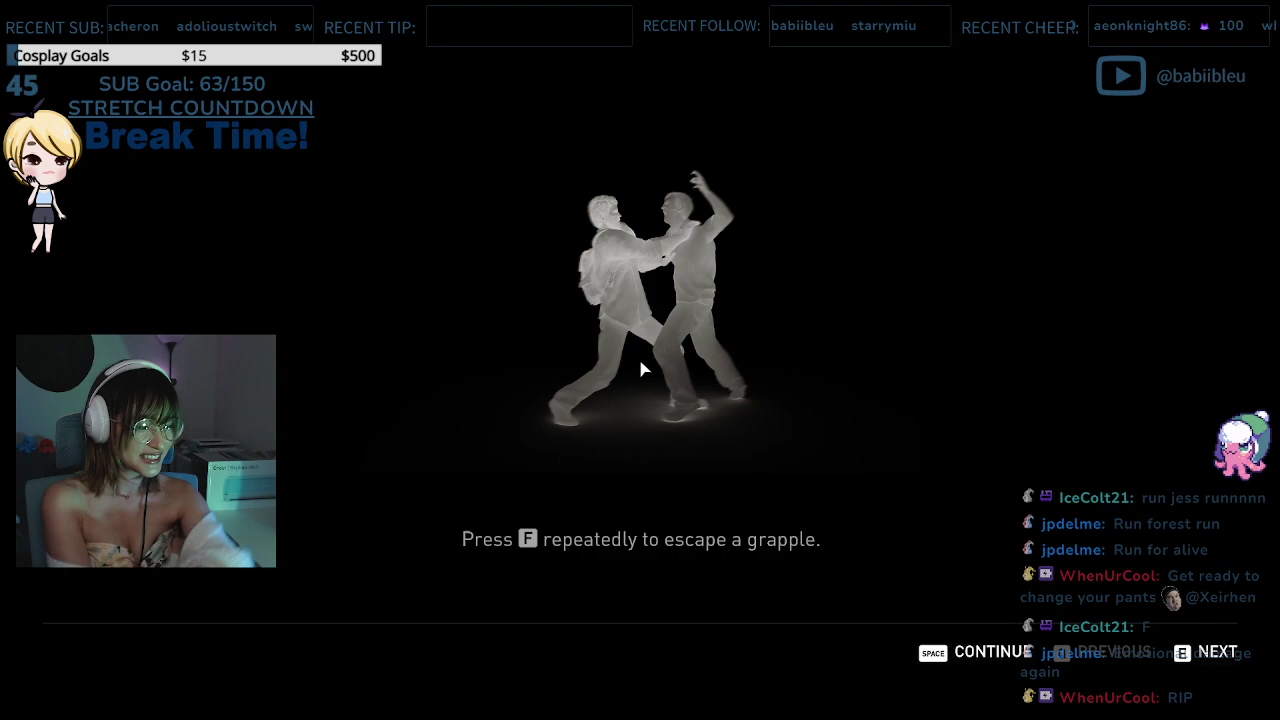 RECENT SUB: acheron adolioustwitch sw RECENT TIP: RECENT FOLLOW: babiibleu starrymiu RECENT CHEER: aeonknight86: 100
Cosplay Goals $15 $500
45 SUB Goal: 63/150
@babiibleu
STRETCH COUNTDOWN
Break Time!
Press F repeatedly to escape a grapple.
IceColt21: run jess runnnnn
jpdelme: Run forest run
jpdelme: Run for alive
WhenUrCool: Get ready to
change your pants @Xeirhen
IceColt21: F
jpdelme:
again
WhenUrCool: RIP
SPACE CONTINUE PREVIOUS E NEXT